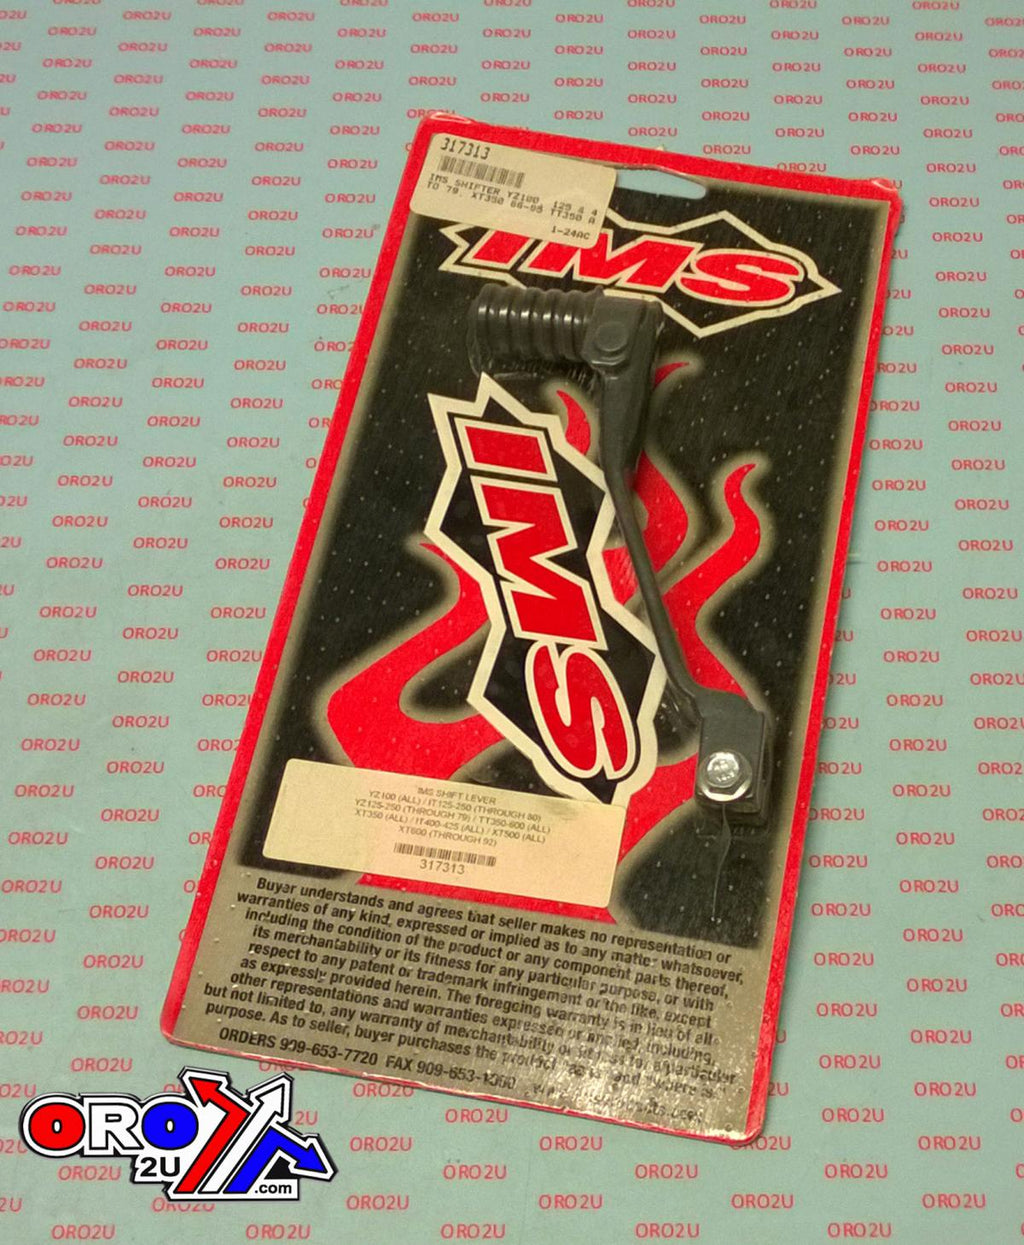 317313
IMS SHIFTER YZ100 125 & 4
TO 79. XT350 86-95 TT350 A
1-24AC
IMS
IMS
IMS SHIFT LEVER
YZ100 (ALL) / IT125-250 (THROUGH 80)
YZ125-250 (THROUGH 79) / TT350-600 (ALL)
XT350 (ALL) / IT400-425 (ALL) / XT500 (ALL)
XT600 (THROUGH 92)
317313
Buyer understands and agrees that seller makes no representation or
warranties of any kind, expressed or implied as to any matter whatsoever,
including the condition of the product or any component parts thereof,
its merchantability or its fitness for any particular purpose, or with
respect to any patent or trademark infringement or the like, except
as expressly provided herein. The foregoing warranty is in lieu of all
other representations and warranties expressed or implied, including,
but not limited to, any warranty of merchantability or fitness for a particular
purpose. As to seller, buyer purchases the product
ORDERS 909-653-7720 FAX 909-653-
ORO
2U
.com
ORO2U